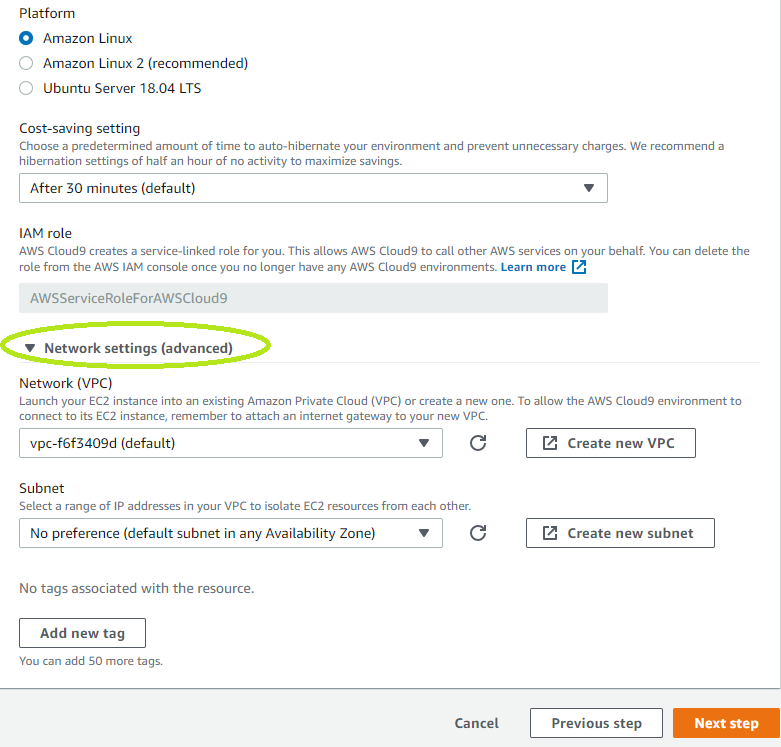 Platform
Amazon Linux
Amazon Linux 2 (recommended)
Ubuntu Server 18.04 LTS
Cost-saving setting
Choose a predetermined amount of time to auto-hibernate your environment and prevent unnecessary charges. We recommend a
hibernation settings of half an hour of no activity to maximize savings.
After 30 minutes (default)
IAM role
AWS Cloud9 creates a service-linked role for you. This allows AWS Cloud9 to call other AWS services on your behalf. You can delete the
role from the AWS IAM console once you no longer have any AWS Cloud9 environments. Learn more
AWSServiceRoleForAWSCloud9
Network settings (advanced)
Network (VPC)
Launch your EC2 instance into an existing Amazon Private Cloud (VPC) or create a new one. To allow the AWS Cloud9 environment to
connect to its EC2 instance, remember to attach an internet gateway to your new VPC.
vpc-f6f3409d (default)
Create new VPC
Subnet
Select a range of IP addresses in your VPC to isolate EC2 resources from each other.
No preference (default subnet in any Availability Zone)
Create new subnet
No tags associated with the resource.
Add new tag
You can add 50 more tags.
Cancel
Previous step
Next step